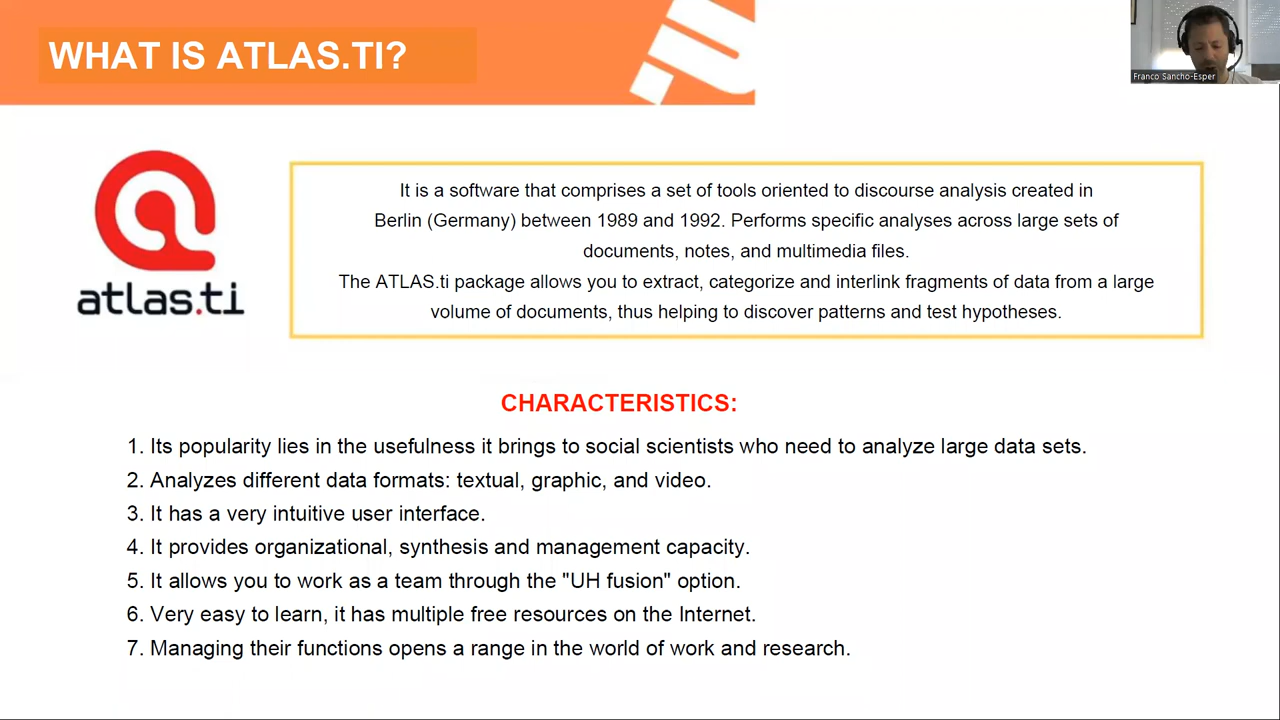 WHAT IS ATLAS.TI?
Franco Sancho-Esper
atlas.ti
It is a software that comprises a set of tools oriented to discourse analysis created in
Berlin (Germany) between 1989 and 1992. Performs specific analyses across large sets of
documents, notes, and multimedia files.
The ATLAS.ti package allows you to extract, categorize and interlink fragments of data from a large
volume of documents, thus helping to discover patterns and test hypotheses.
CHARACTERISTICS:
1. Its popularity lies in the usefulness it brings to social scientists who need to analyze large data sets.
2. Analyzes different data formats: textual, graphic, and video.
3. It has a very intuitive user interface.
4. It provides organizational, synthesis and management capacity.
5. It allows you to work as a team through the "UH fusion" option.
6. Very easy to learn, it has multiple free resources on the Internet.
7. Managing their functions opens a range in the world of work and research.